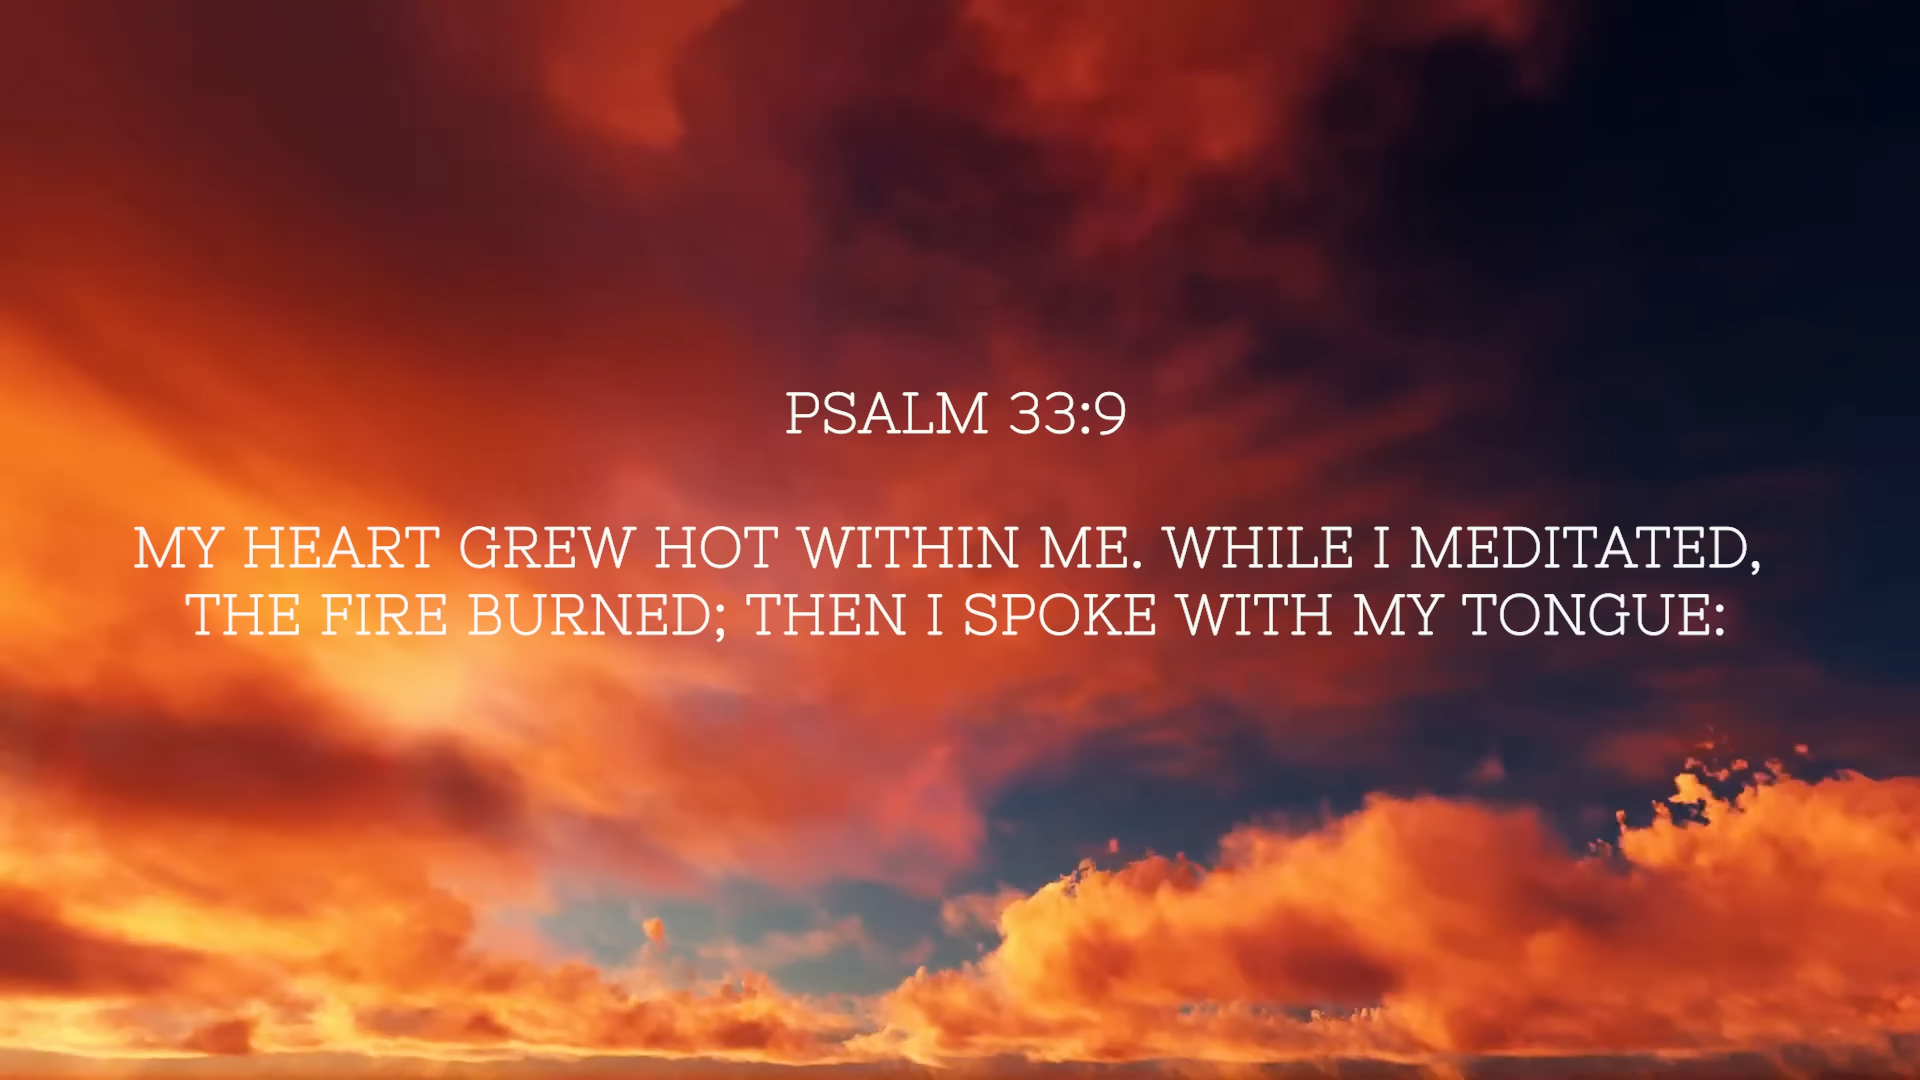 PSALM 33:9
MY HEART GREW HOT WITHIN ME. WHILE I MEDITATED,
THE FIRE BURNED; THEN I SPOKE WITH MY TONGUE: